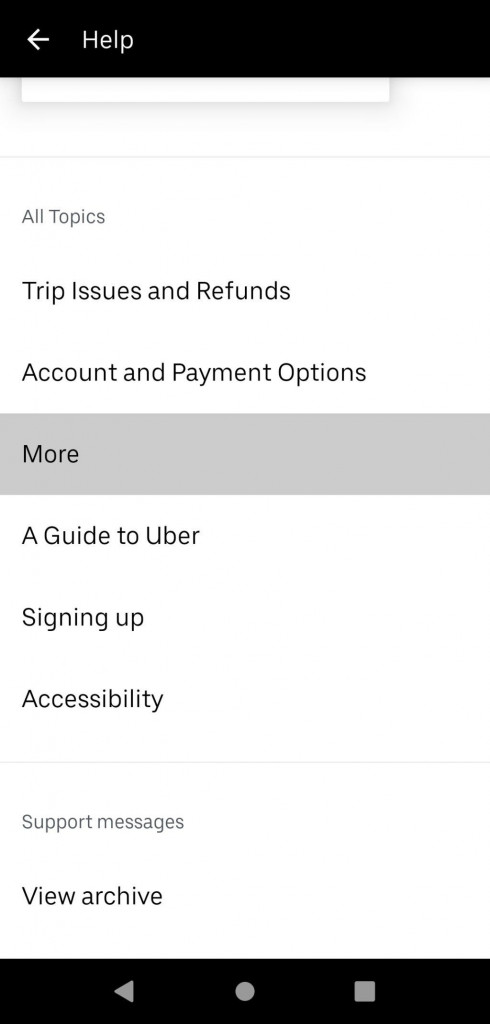 Help
All Topics
Trip Issues and Refunds
Account and Payment Options
More
A Guide to Uber
Signing up
Accessibility
Support messages
View archive